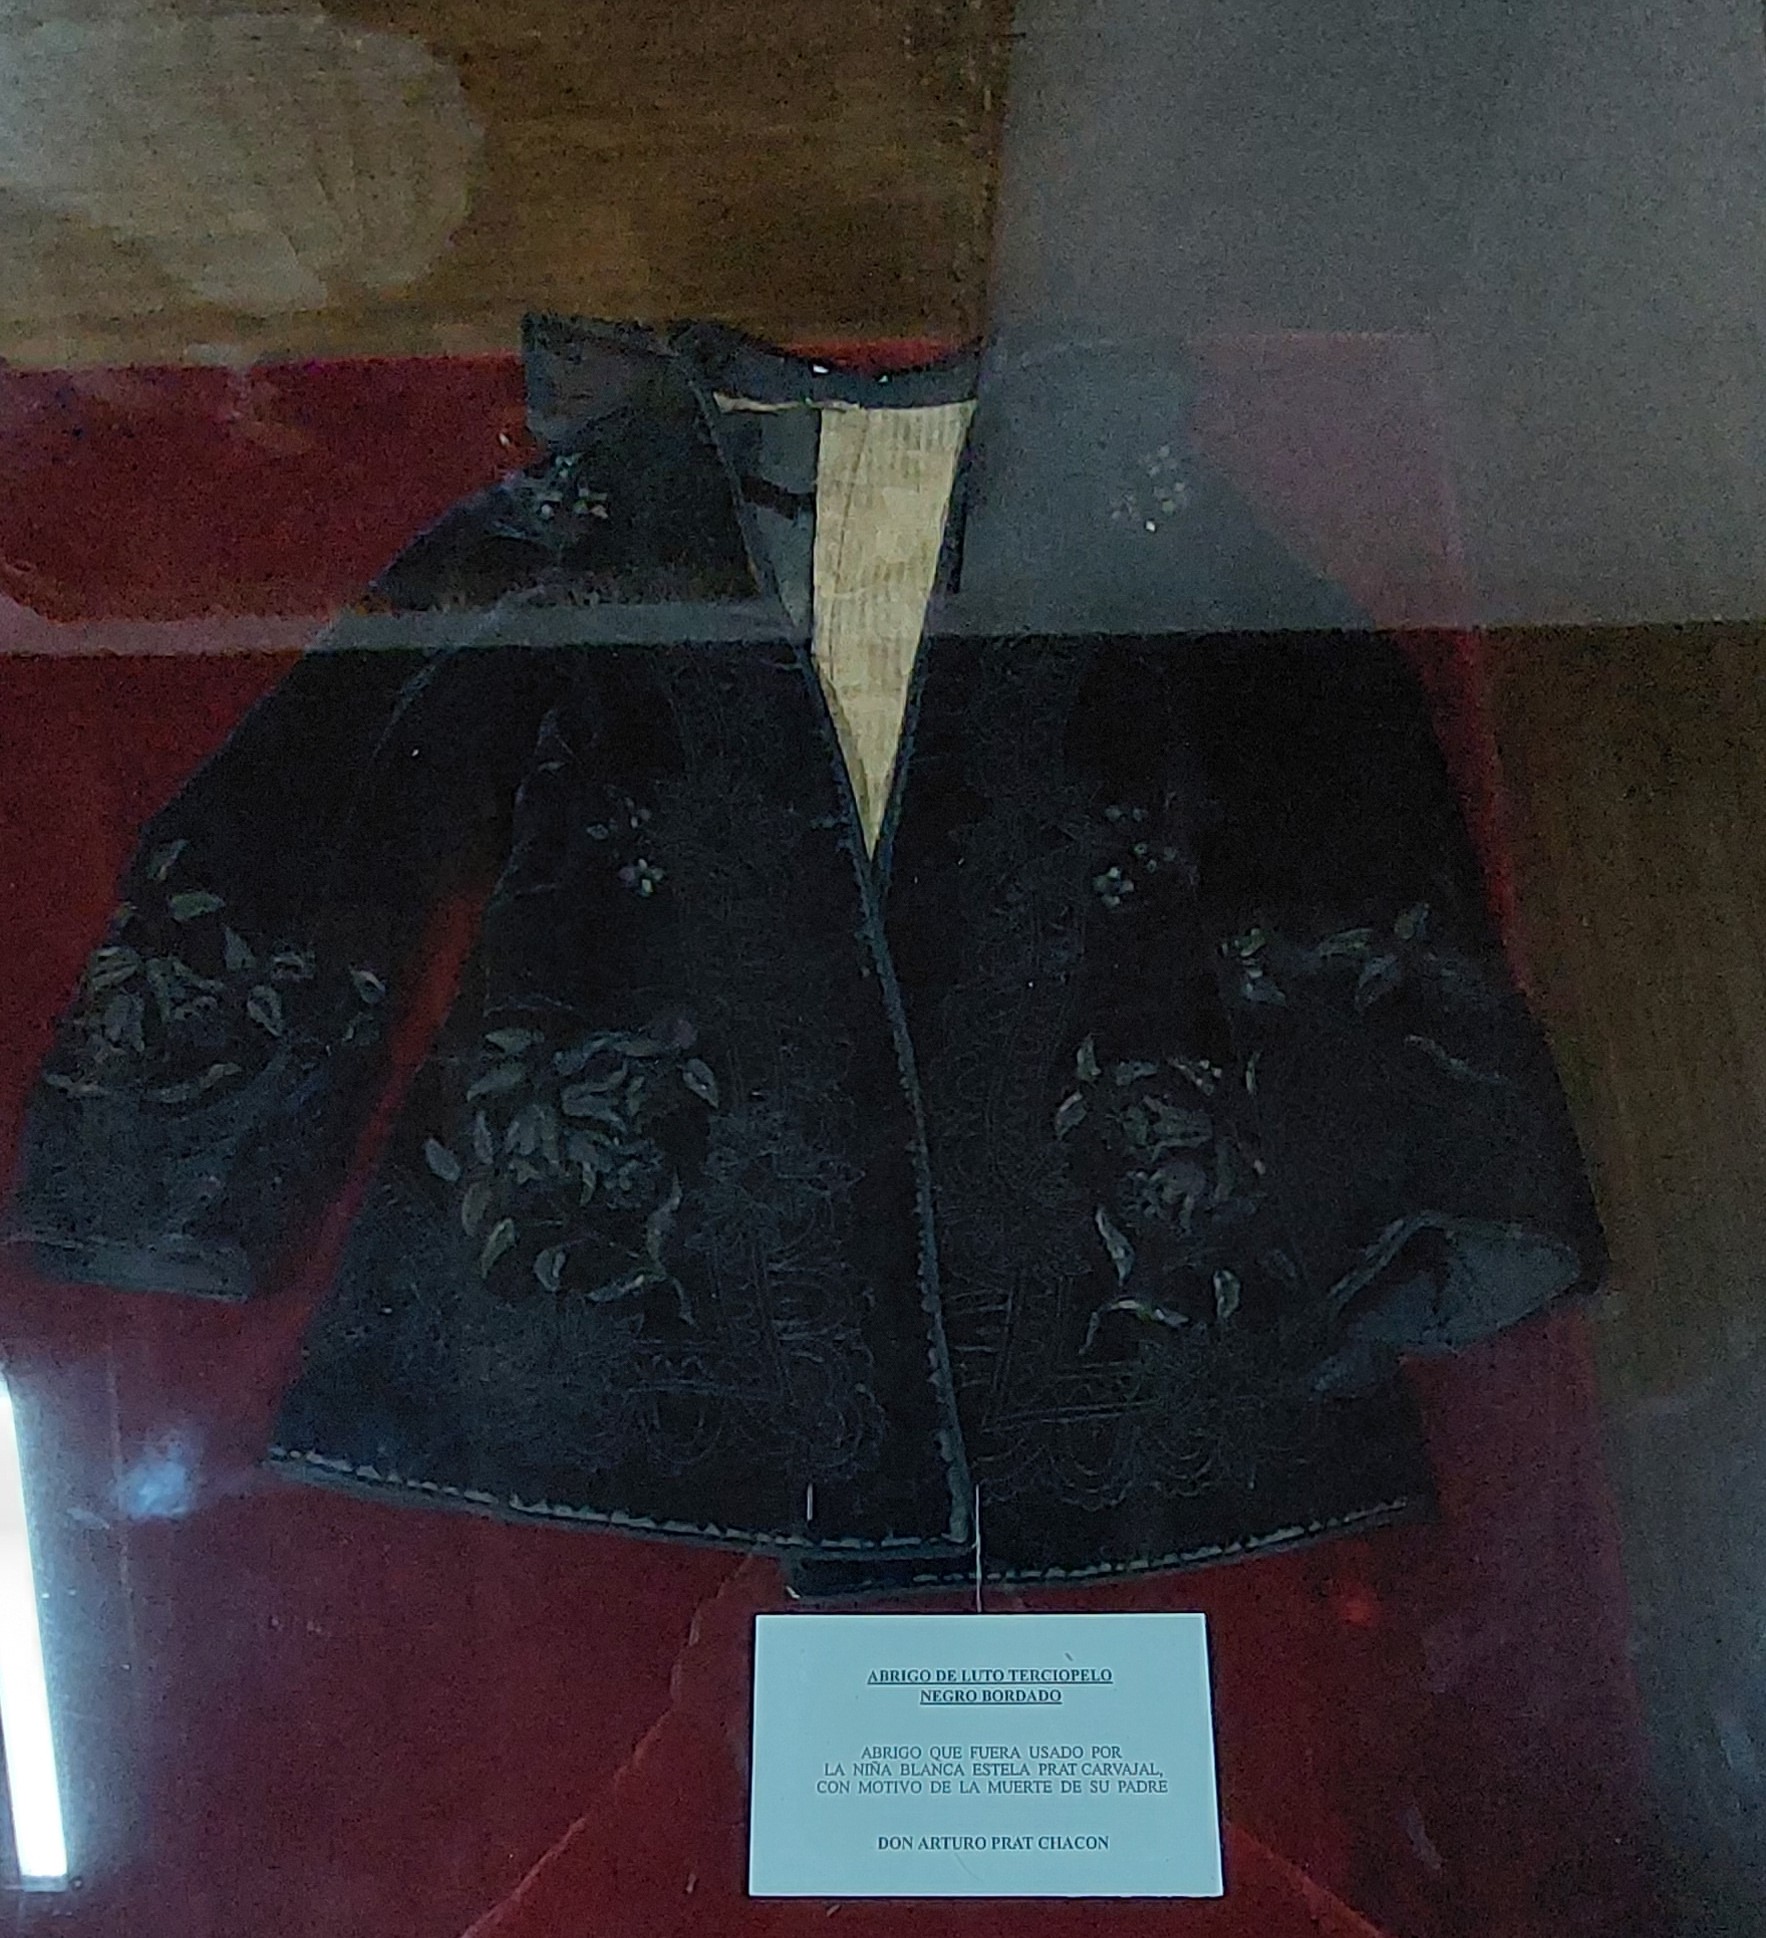 ABRIGO DE LUTO TERCIOPELO
NEGRO BORDADO
ABRIGO QUE FUERA USADO POR
LA NIÑA BLANCA ESTELA PRAT CARVAJAL,
CON MOTIVO DE LA MUERTE DE SU PADRE
DON ARTURO PRAT CHACON